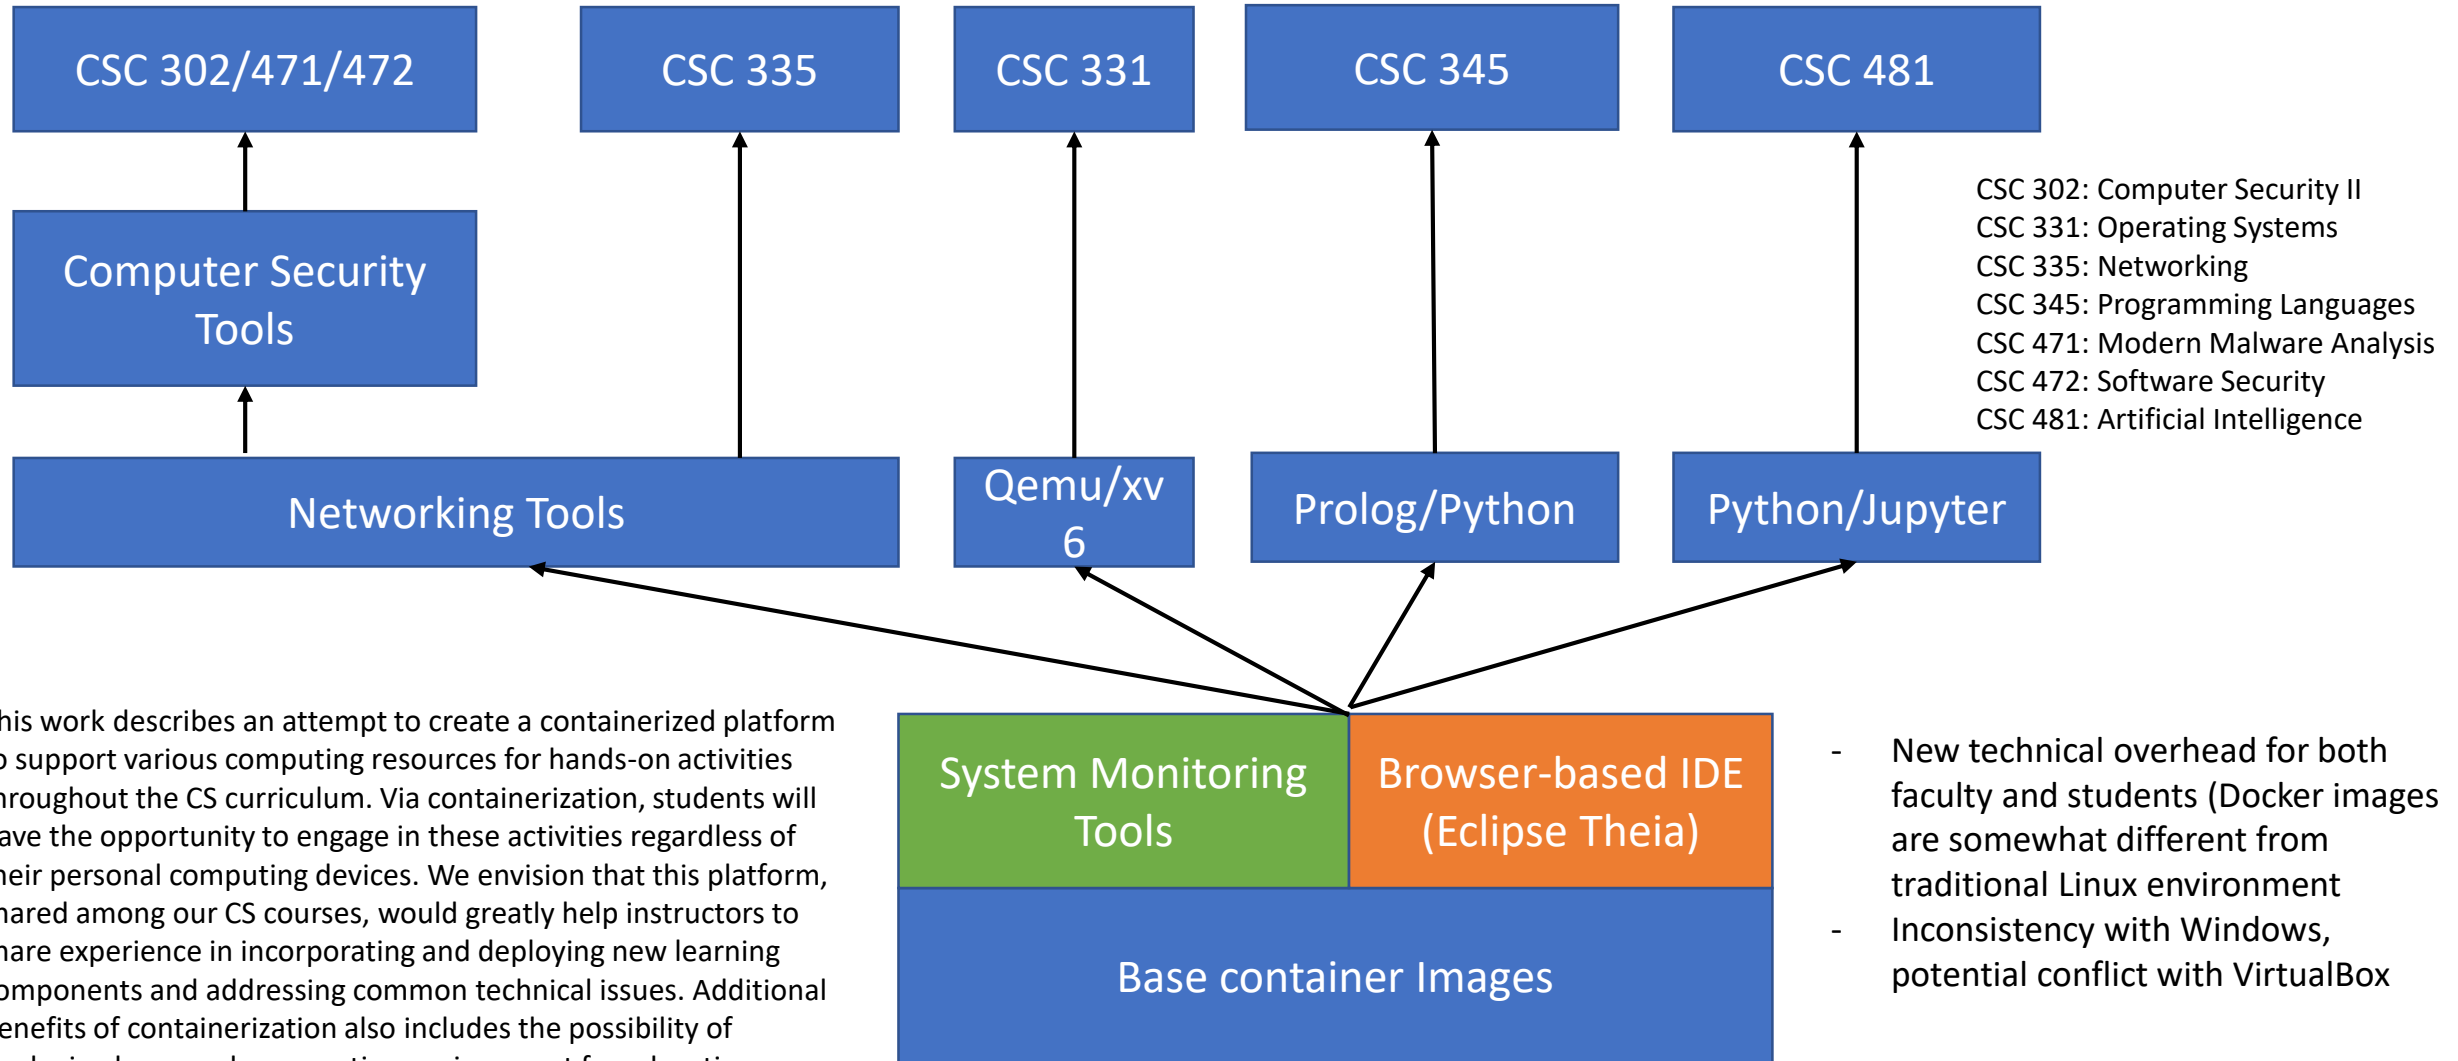 CSC 302/471/472
CSC 335
CSC 331
CSC 345
CSC 481
CSC 302: Computer Security II
CSC 331: Operating Systems
CSC 335: Networking
CSC 345: Programming Languages
CSC 471: Modern Malware Analysis
CSC 472: Software Security
CSC 481: Artificial Intelligence
Computer Security
Tools
Networking Tools
Qemu/xv
6
Prolog/Python
Python/Jupyter
his work describes an attempt to create a containerized platform
o support various computing resources for hands-on activities
hroughout the CS curriculum. Via containerization, students will
ave the opportunity to engage in these activities regardless of
heir personal computing devices. We envision that this platform,
hared among our CS courses, would greatly help instructors to
hare experience in incorporating and deploying new learning
omponents and addressing common technical issues. Additional
enefits of containerization also includes the possibility of
System Monitoring
Tools
Browser-based IDE
(Eclipse Theia)
Base container Images
- New technical overhead for both
faculty and students (Docker images
are somewhat different from
traditional Linux environment
- Inconsistency with Windows,
potential conflict with VirtualBox